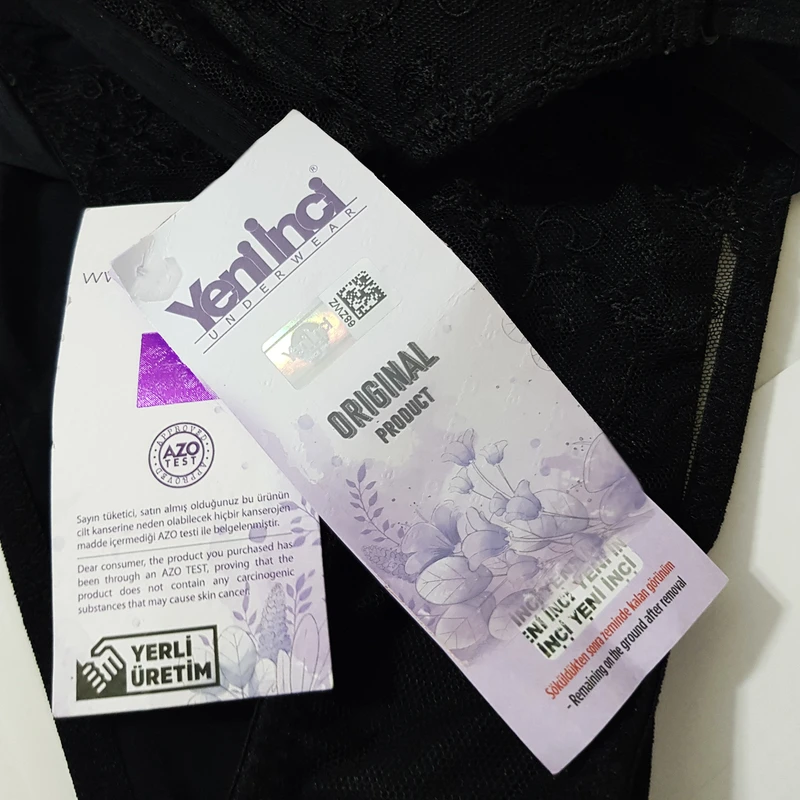 Yeni İnci ®
UNDERWEAR
ZWZ89
ORIGINAL
PRODUCT
YENİ İNCİ
İNCİ YENİ İNCİ
Söküldükten sonra zeminde kalan görünüm
- Remaining on the ground after removal
APPROVED
AZO
TEST
APPROVED
Sayın tüketici, satın almış olduğunuz bu ürünün
cilt kanserine neden olabilecek hiçbir kanserojen
madde içermediği AZO testi ile belgelenmiştir.
Dear consumer, the product you purchased has
been through an AZO TEST, proving that the
product does not contain any carcinogenic
substances that may cause skin cancer.
YERLİ
ÜRETİM